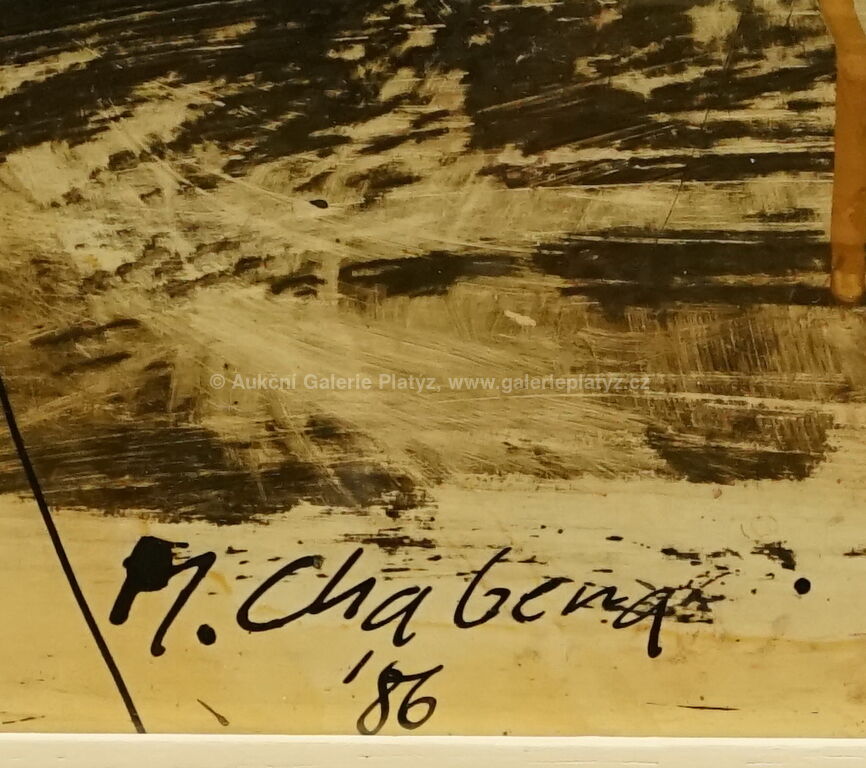 © Aukční Galerie Platyz, www.galerieplatyz.cz
M. Chabera
'86